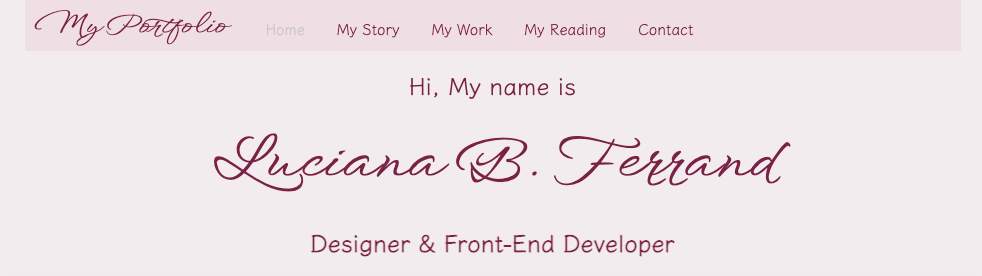 My Portfolio Home My Story My Work My Reading Contact
Hi, My name is
Luciana B. Ferrand
Designer & Front-End Developer